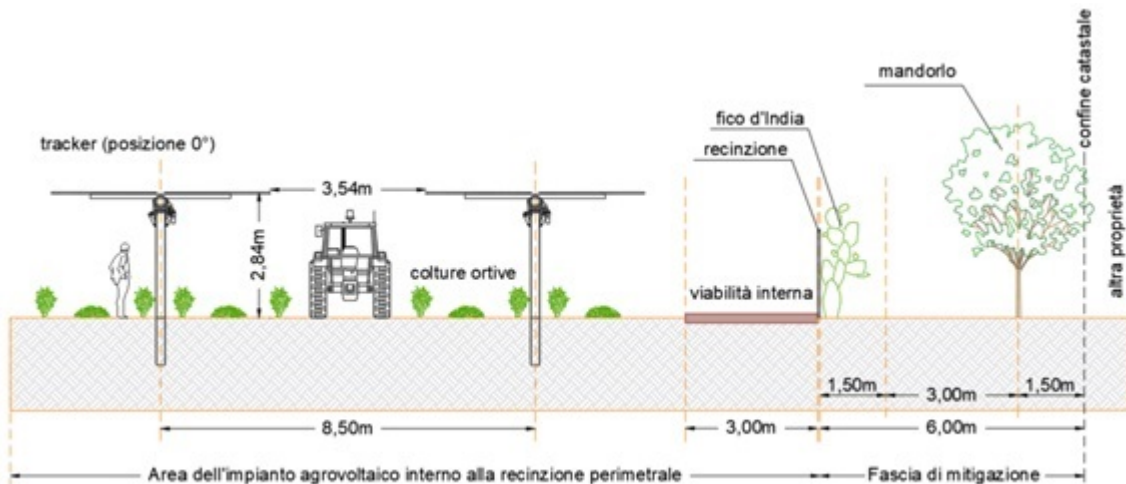 mandorlo
confine catastale
fico d'India
tracker (posizione 0°)
recinzione
3,54m
altra proprietà
2,84m
colture ortive
viabilità interna
1,50m
3,00m
1,50m
8,50m
3,00m
6,00m
Area dell'impianto agrovoltaico interno alla recinzione perimetrale
Fascia di mitigazione